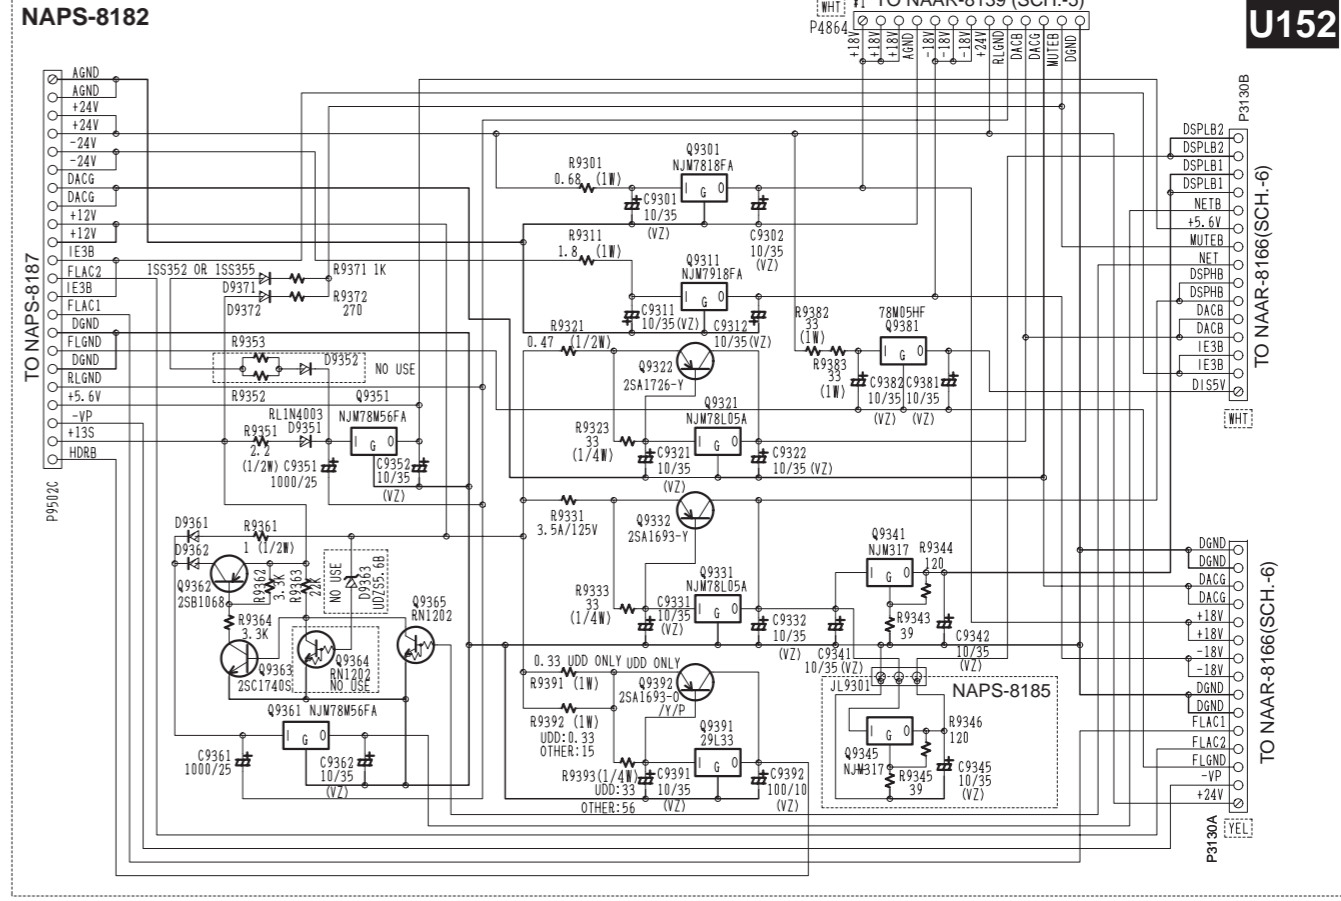 NAPS-8182
WHT
#1 TO NAAR-8139 (SCH.-5)
U152
P4864
+18V
+18V
+18V
AGND
-18V
-18V
-18V
+24V
RLGND
DACB
DACG
MUTEB
DGND
TO NAPS-8187
AGND
AGND
+24V
+24V
-24V
-24V
DACG
DACG
+12V
+12V
IE3B
FLAC2
IE3B
FLAC1
DGND
FLGND
DGND
RLGND
+5.6V
-VP
+13S
HDRB
P9502C
P3130B
DSPLB2
DSPLB2
DSPLB1
DSPLB1
NETB
+5.6V
MUTEB
NET
DSPHB
DSPHB
DACB
DACB
IE3B
IE3B
DIS5V
TO NAAR-8166(SCH.-6)
WHT
R9301
0.68 (1W)
Q9301
NJM7818FA
I G O
C9301
10/35
(VZ)
C9302
10/35
(VZ)
R9311
1.8 (1W)
Q9311
NJM7918FA
I G O
C9311
10/35(VZ)
C9312
10/35(VZ)
1SS352 OR 1SS355
D9371
D9372
R9371 1K
R9372
270
R9353
D9352
NO USE
R9352
R9321
0.47 (1/2W)
Q9322
2SA1726-Y
R9382
33
(1W)
R9383
33
(1W)
78M05HF
Q9381
I G O
C9382
10/35
(VZ)
C9381
10/35
(VZ)
RL1N4003
D9351
R9351
2.2
(1/2W)
Q9351
NJM78M56FA
I G O
C9351
1000/25
C9352
10/35
(VZ)
R9323
33
(1/4W)
Q9321
NJM78L05A
I G O
C9321
10/35
(VZ)
C9322
10/35 (VZ)
R9331
3.5A/125V
Q9332
2SA1693-Y
D9361
D9362
R9361
1 (1/2W)
Q9362
2SB1068
R9362
3.3K
R9363
22K
NO USE
D9363
UDZS5.6B
R9364
3.3K
Q9363
2SC1740S
Q9364
RN1202
NO USE
Q9365
RN1202
R9333
33
(1/4W)
Q9331
NJM78L05A
I G O
C9331
10/35
(VZ)
C9332
10/35
(VZ)
Q9341
NJM317
I G O
R9344
120
R9343
39
C9341
10/35(VZ)
C9342
10/35
(VZ)
Q9361 NJM78M56FA
I G O
C9361
1000/25
C9362
10/35
(VZ)
0.33 UDD ONLY
R9391 (1W)
UDD ONLY
Q9392
2SA1693-O
/Y/P
R9392 (1W)
UDD:0.33
OTHER:15
R9393(1/4W)
UDD:33
OTHER:56
Q9391
29L33
I G O
C9391
10/35
(VZ)
C9392
100/10
(VZ)
JL9301
NAPS-8185
I G O
Q9345
NJM317
R9346
120
R9345
39
C9345
10/35
(VZ)
DGND
DGND
DACG
DACG
+18V
+18V
-18V
-18V
DGND
DGND
FLAC1
FLAC2
FLGND
-VP
+24V
P3130A
YEL
TO NAAR-8166(SCH.-6)